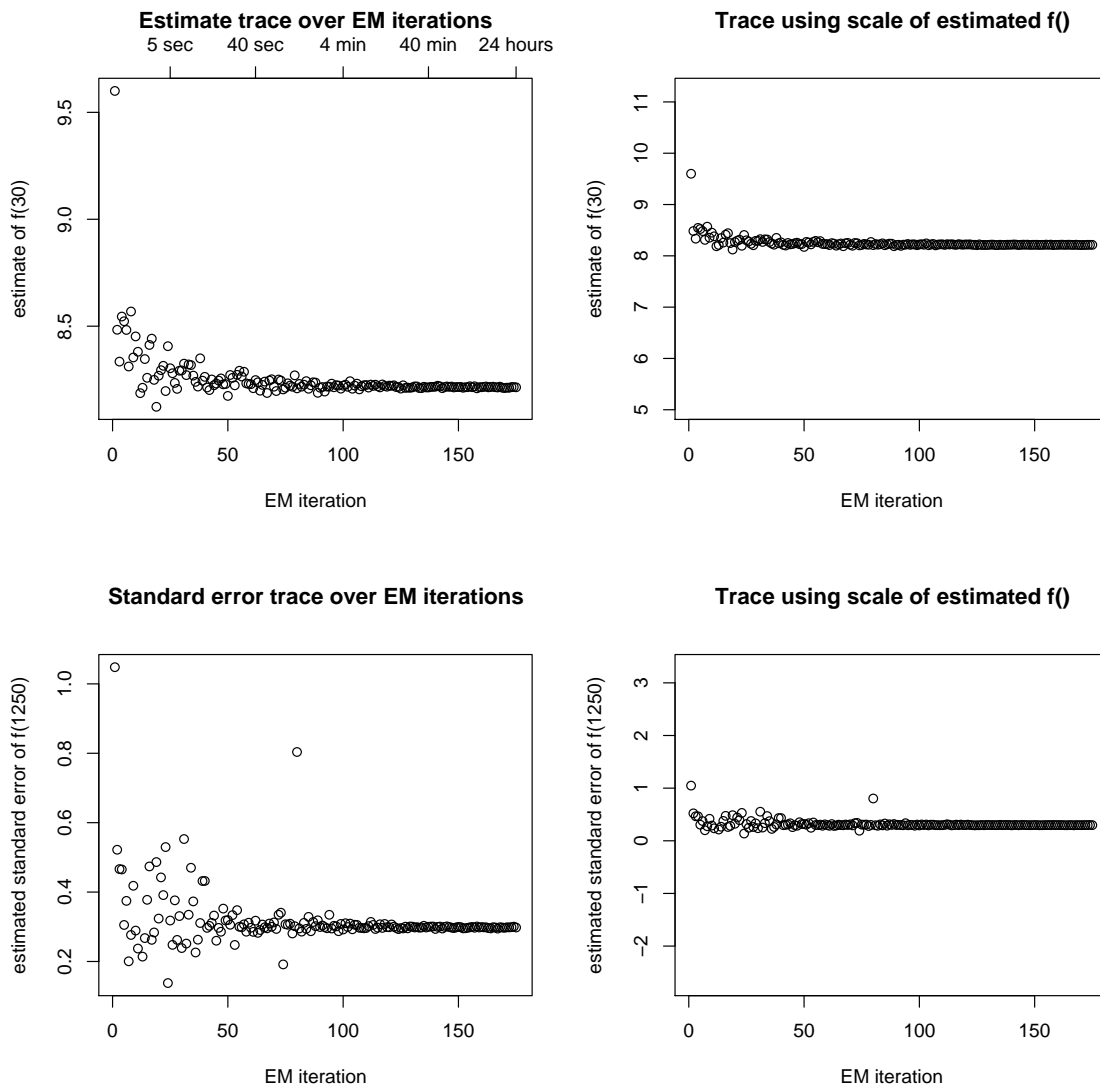 Estimate trace over EM iterations
5 sec 40 sec 4 min 40 min 24 hours
estimate of f(30)
9.5
9.0
8.5
0 50 100 150
EM iteration
Trace using scale of estimated f()
estimate of f(30)
11
10
9
8
7
6
5
0 50 100 150
EM iteration
Standard error trace over EM iterations
estimated standard error of f(1250)
1.0
0.8
0.6
0.4
0.2
0 50 100 150
EM iteration
Trace using scale of estimated f()
estimated standard error of f(1250)
3
2
1
0
−1
−2
0 50 100 150
EM iteration